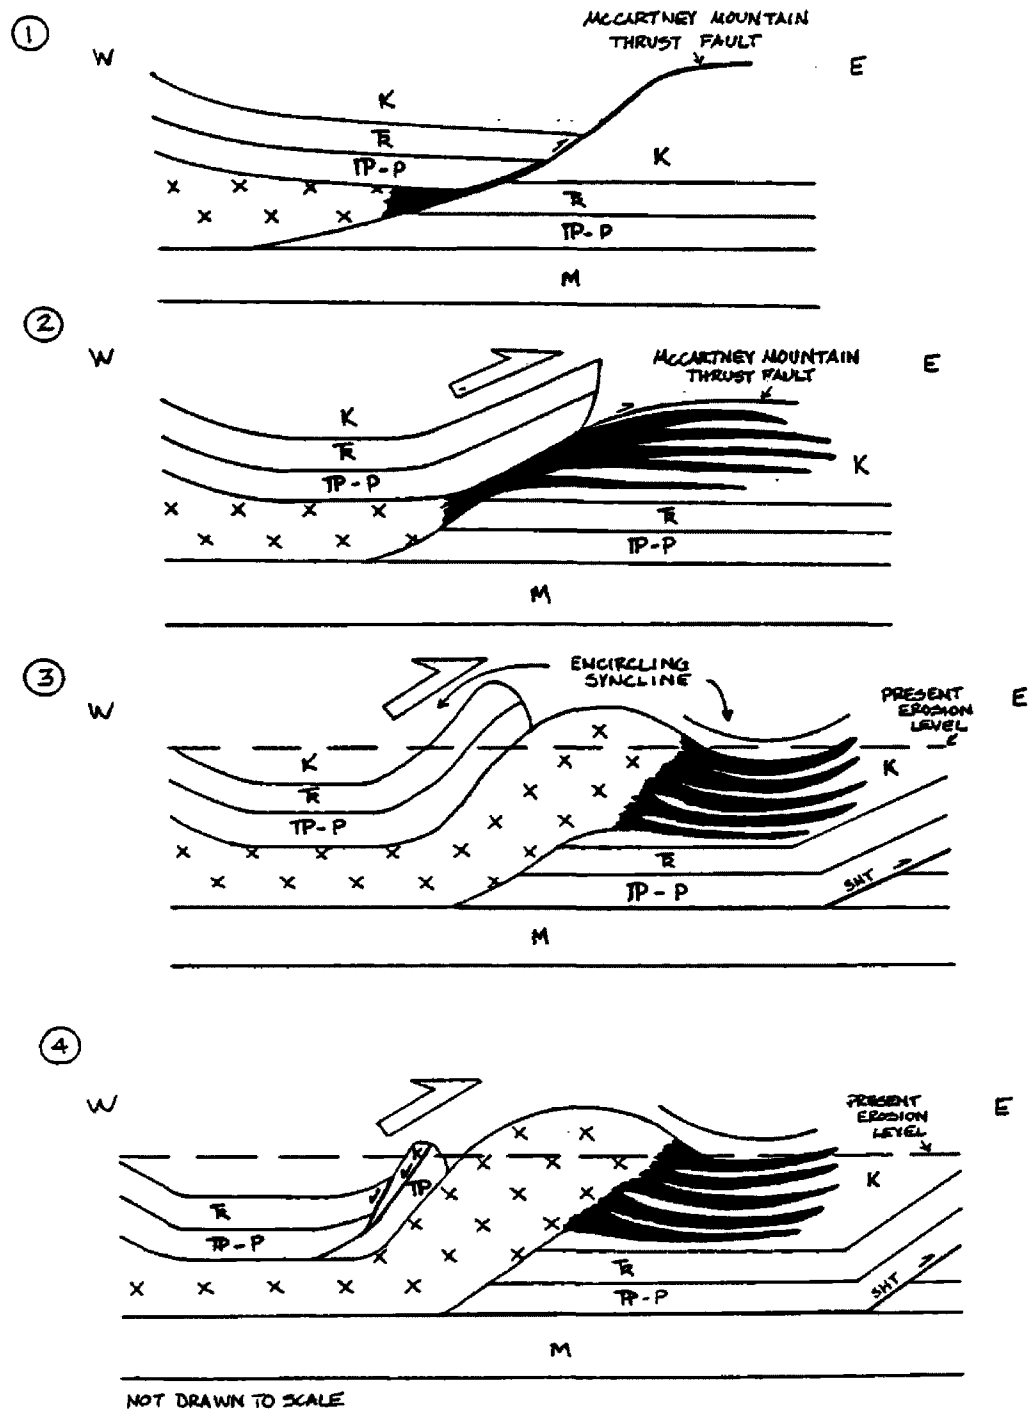 1
McCARTNEY MOUNTAIN
THRUST FAULT
W
E
K
TR
IP-P
K
TR
IP-P
M
2
W
McCARTNEY MOUNTAIN
THRUST FAULT
E
K
TR
IP-P
K
TR
IP-P
M
3
W
ENCIRCLING
SYNCLINE
PRESENT
EROSION
LEVEL
E
K
TR
IP-P
K
TR
IP-P
SHT
M
4
W
PRESENT
EROSION
LEVEL
E
K
IP
K
TR
IP-P
TR
IP-P
SHT
M
NOT DRAWN TO SCALE